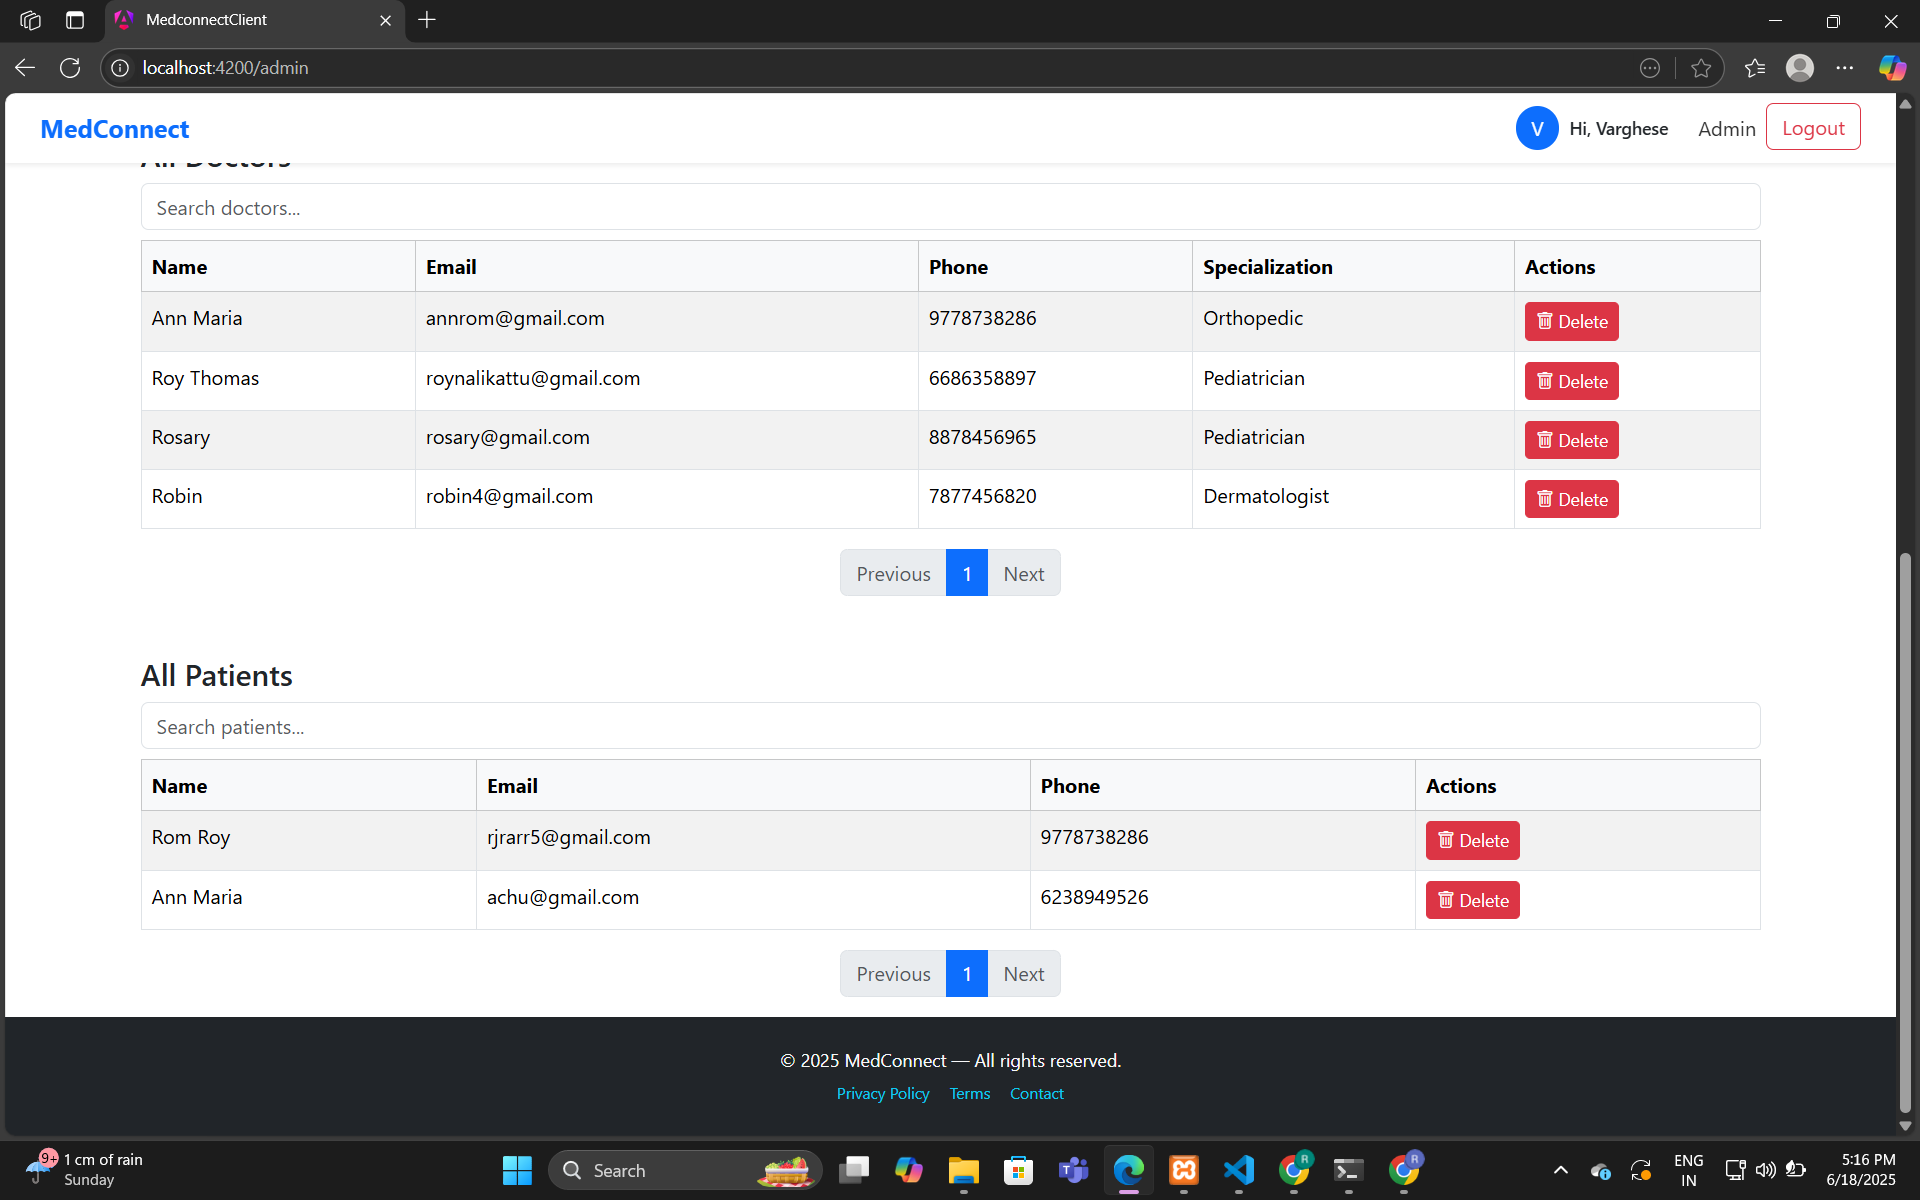 MedconnectClient
localhost:4200/admin
MedConnect
V Hi, Varghese Admin Logout
All Doctors
Search doctors...
Name Email Phone Specialization Actions
Ann Maria annrom@gmail.com 9778738286 Orthopedic Delete
Roy Thomas roynalikattu@gmail.com 6686358897 Pediatrician Delete
Rosary rosary@gmail.com 8878456965 Pediatrician Delete
Robin robin4@gmail.com 7877456820 Dermatologist Delete
Previous 1 Next
All Patients
Search patients...
Name Email Phone Actions
Rom Roy rjrarr5@gmail.com 9778738286 Delete
Ann Maria achu@gmail.com 6238949526 Delete
Previous 1 Next
© 2025 MedConnect — All rights reserved.
Privacy Policy Terms Contact
9+ 1 cm of rain
Sunday
Search
R
R
ENG
IN
5:16 PM
6/18/2025